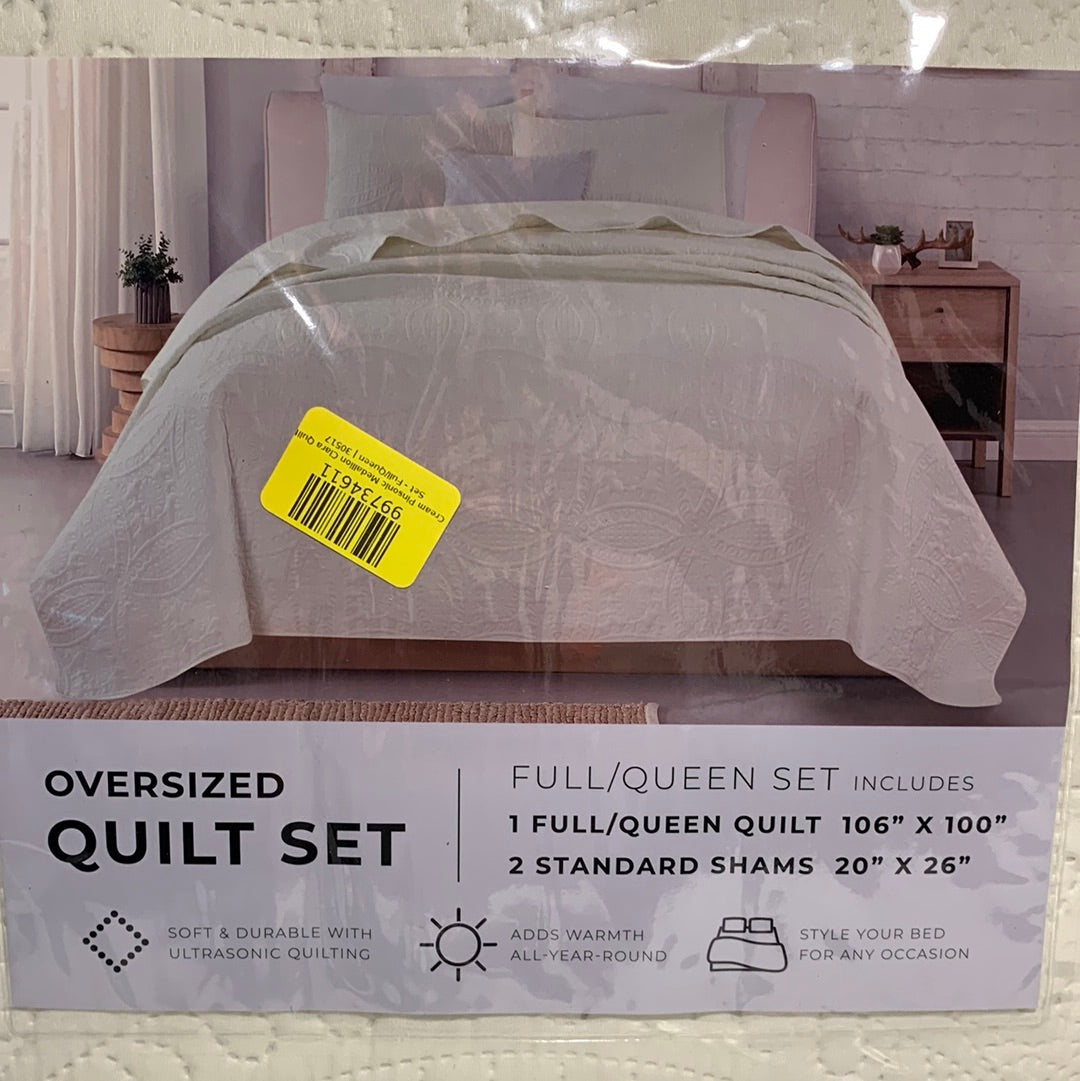 99734611
Cream Pinsonic Medallion Clara Quilt
Set - Full/Queen | 30517
OVERSIZED
QUILT SET
FULL/QUEEN SET INCLUDES
1 FULL/QUEEN QUILT 106” X 100”
2 STANDARD SHAMS 20” X 26”
SOFT & DURABLE WITH
ULTRASONIC QUILTING
ADDS WARMTH
ALL-YEAR-ROUND
STYLE YOUR BED
FOR ANY OCCASION